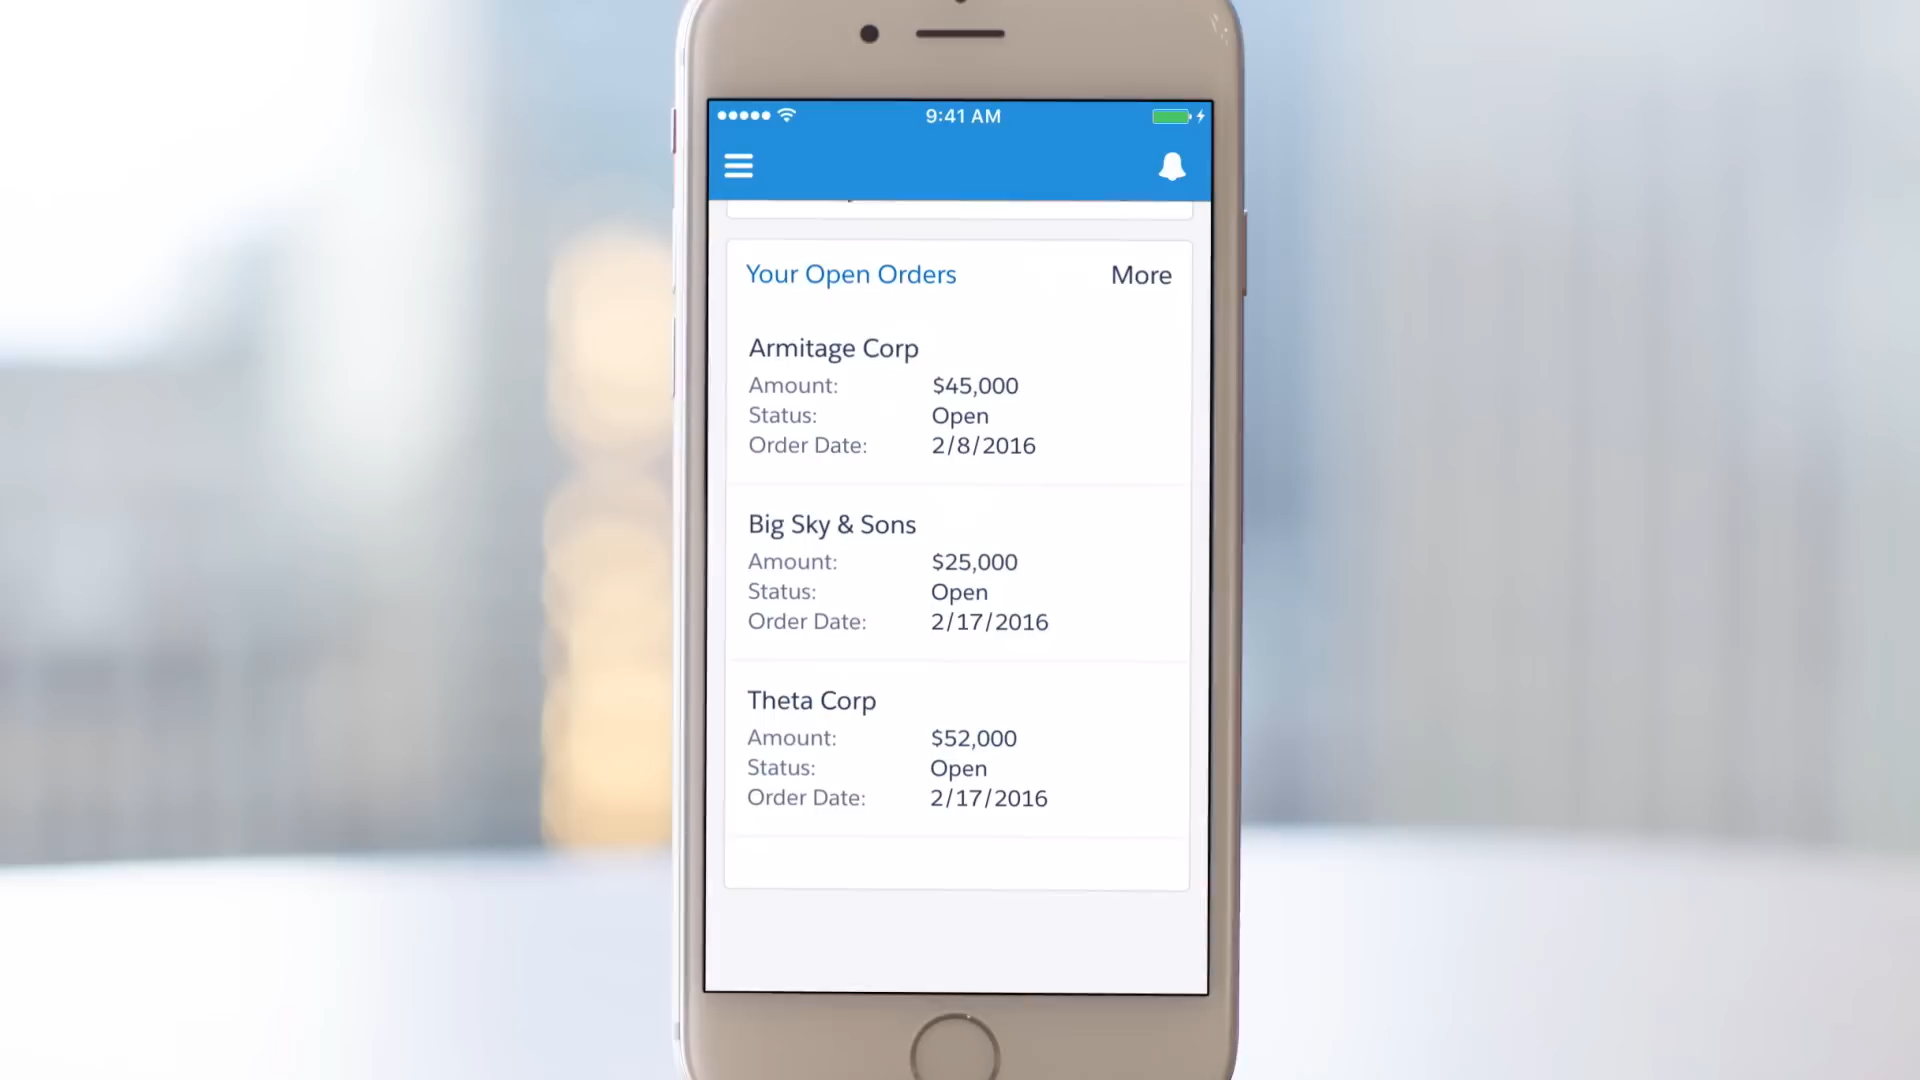 9:41 AM
Your Open Orders More
Armitage Corp
Amount: $45,000
Status: Open
Order Date: 2/8/2016
Big Sky & Sons
Amount: $25,000
Status: Open
Order Date: 2/17/2016
Theta Corp
Amount: $52,000
Status: Open
Order Date: 2/17/2016